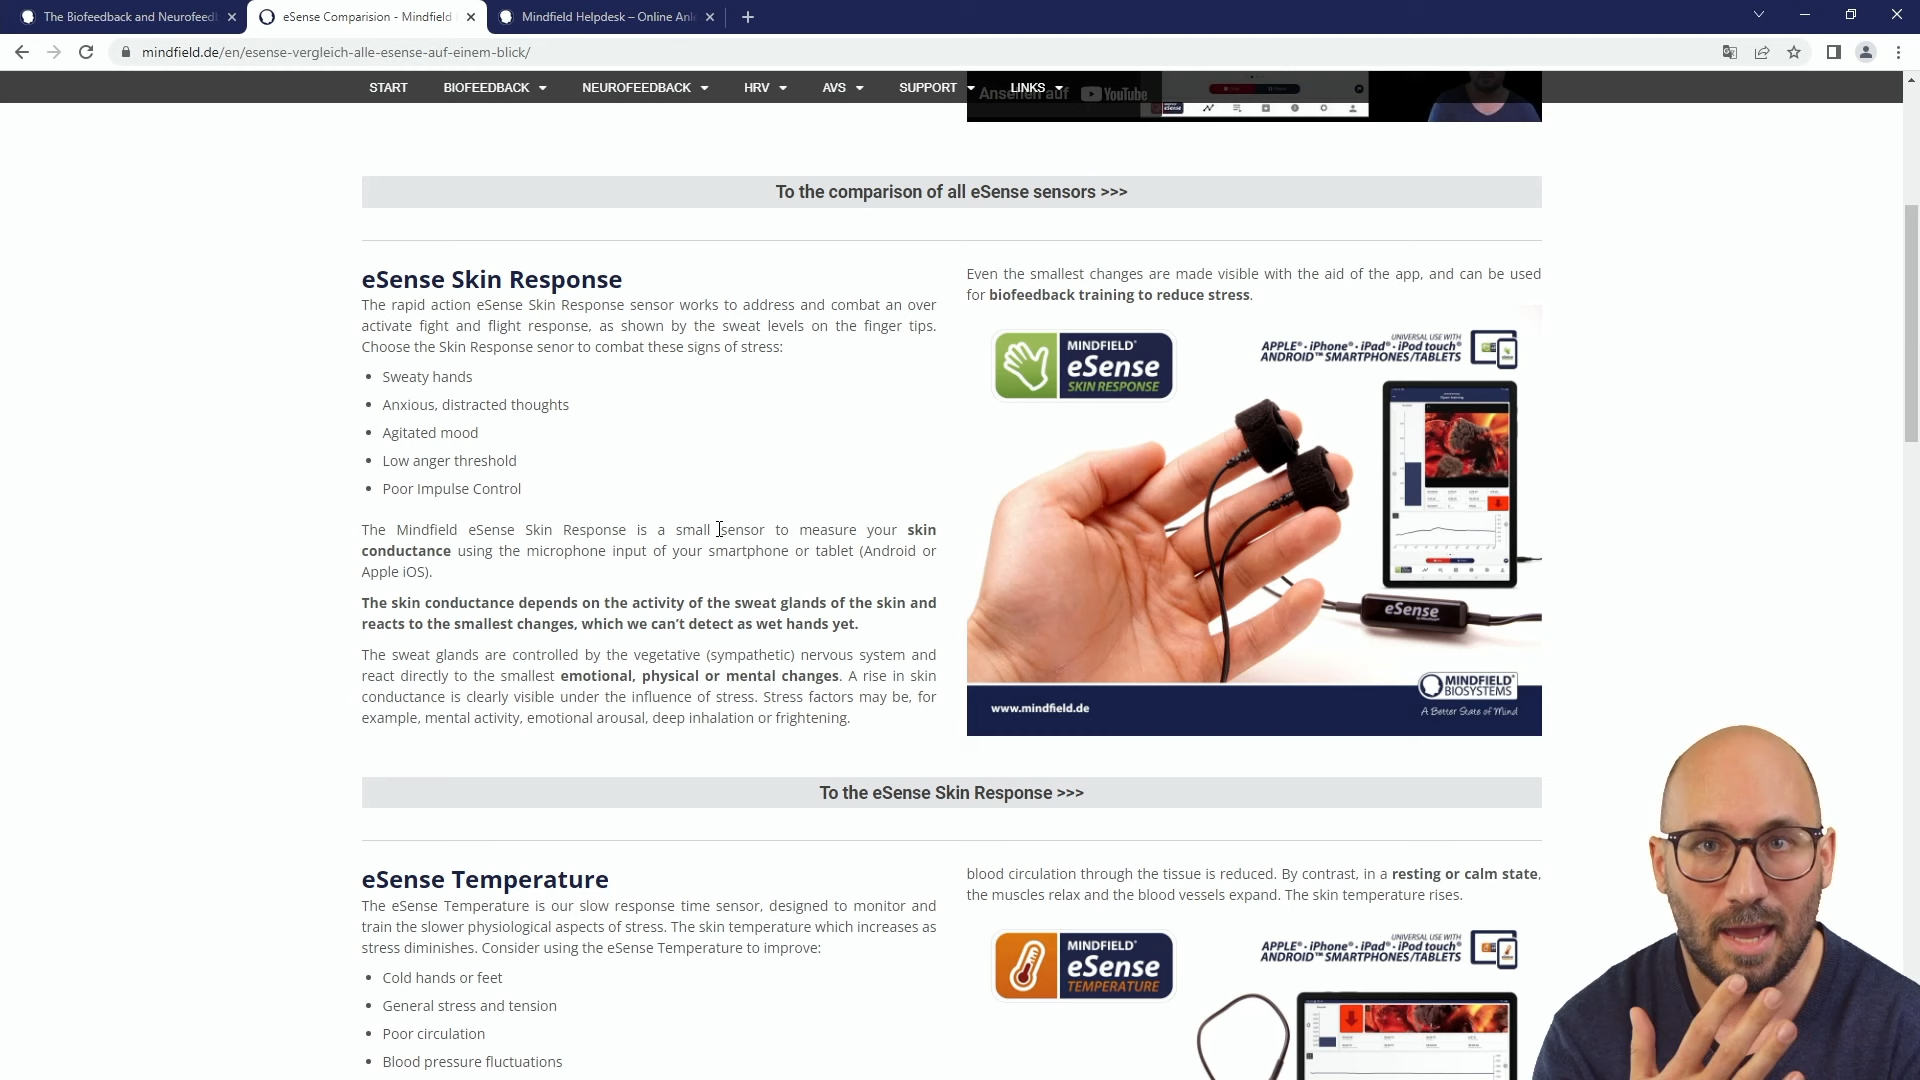 The Biofeedback and Neurofeed
eSense Comparision - Mindfield
Mindfield Helpdesk – Online Anl
mindfield.de/en/esense-vergleich-alle-esense-auf-einem-blick/
START BIOFEEDBACK NEUROFEEDBACK HRV AVS SUPPORT LINKS
Ansehen auf YouTube
To the comparison of all eSense sensors >>>
eSense Skin Response
The rapid action eSense Skin Response sensor works to address and combat an over
activate fight and flight response, as shown by the sweat levels on the finger tips.
Choose the Skin Response senor to combat these signs of stress:
Sweaty hands
Anxious, distracted thoughts
Agitated mood
Low anger threshold
Poor Impulse Control
The Mindfield eSense Skin Response is a small sensor to measure your skin
conductance using the microphone input of your smartphone or tablet (Android or
Apple iOS).
The skin conductance depends on the activity of the sweat glands of the skin and
reacts to the smallest changes, which we can't detect as wet hands yet.
The sweat glands are controlled by the vegetative (sympathetic) nervous system and
react directly to the smallest emotional, physical or mental changes. A rise in skin
conductance is clearly visible under the influence of stress. Stress factors may be, for
example, mental activity, emotional arousal, deep inhalation or frightening.
Even the smallest changes are made visible with the aid of the app, and can be used
for biofeedback training to reduce stress.
MINDFIELD®
eSense
SKIN RESPONSE
UNIVERSAL USE WITH
APPLE® · iPhone® · iPad® · iPod touch®
ANDROID™ SMARTPHONES/TABLETS
eSense
www.mindfield.de
MINDFIELD®
BIOSYSTEMS
A Better State of Mind
To the eSense Skin Response >>>
eSense Temperature
The eSense Temperature is our slow response time sensor, designed to monitor and
train the slower physiological aspects of stress. The skin temperature which increases as
stress diminishes. Consider using the eSense Temperature to improve:
Cold hands or feet
General stress and tension
Poor circulation
Blood pressure fluctuations
blood circulation through the tissue is reduced. By contrast, in a resting or calm state,
the muscles relax and the blood vessels expand. The skin temperature rises.
MINDFIELD®
eSense
TEMPERATURE
UNIVERSAL USE WITH
APPLE® · iPhone® · iPad® · iPod touch®
ANDROID™ SMARTPHONES/TABLETS